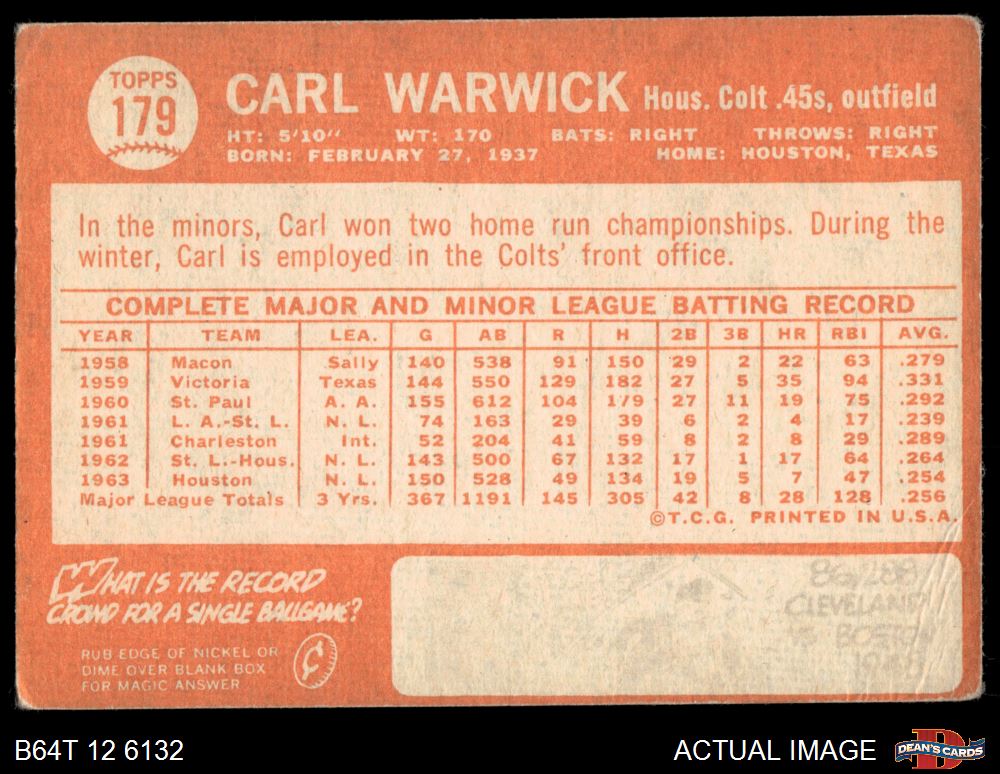 TOPPS
179
CARL WARWICK Hous. Colt .45s, outfield
HT: 5'10" WT: 170 BATS: RIGHT THROWS: RIGHT
BORN: FEBRUARY 27, 1937 HOME: HOUSTON, TEXAS
In the minors, Carl won two home run championships. During the
winter, Carl is employed in the Colts' front office.
COMPLETE MAJOR AND MINOR LEAGUE BATTING RECORD
YEAR TEAM LEA. G AB R H 2B 3B HR RBI AVG.
1958 Macon Sally 140 538 91 150 29 2 22 63 .279
1959 Victoria Texas 144 550 129 182 27 5 35 94 .331
1960 St. Paul A. A. 155 612 104 179 27 11 19 75 .292
1961 L. A.-St. L. N. L. 74 163 29 39 6 2 4 17 .239
1961 Charleston Int. 52 204 41 59 8 2 8 29 .289
1962 St. L.-Hous. N. L. 143 500 67 132 17 1 17 64 .264
1963 Houston N. L. 150 528 49 134 19 5 7 47 .254
Major League Totals 3 Yrs. 367 1191 145 305 42 8 28 128 .256
©T.C.G. PRINTED IN U.S.A.
WHAT IS THE RECORD
CROWD FOR A SINGLE BALLGAME?
RUB EDGE OF NICKEL OR
DIME OVER BLANK BOX
FOR MAGIC ANSWER
CLEVELAND
BOSTON
B64T 12 6132
ACTUAL IMAGE
DEAN'S CARDS